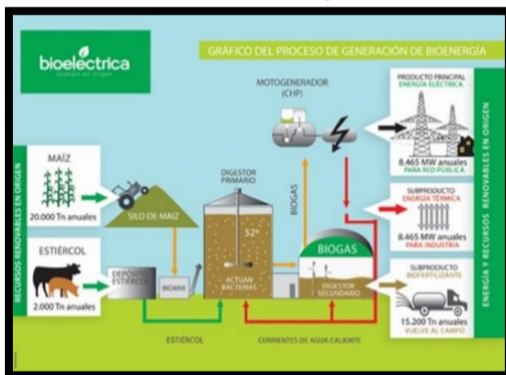 bioeléctrica
energía en origen
GRÁFICO DEL PROCESO DE GENERACIÓN DE BIOENERGÍA
RECURSOS RENOVABLES EN ORIGEN
MAÍZ
20.000 Tn anuales
ESTIÉRCOL
2.000 Tn anuales
SILO DE MAIZ
DEPÓSITO
ESTIÉRCOL
BIOMIX
DIGESTOR
PRIMARIO
52º
ACTÚAN
BACTERIAS
BIOGAS
MOTOGENERADOR
(CHP)
BIOGAS
DIGESTOR
SECUNDARIO
ESTIÉRCOL
CORRIENTES DE AGUA CALIENTE
PRODUCTO PRINCIPAL
ENERGÍA ELÉCTRICA
8.465 MW anuales
PARA RED PÚBLICA
SUBPRODUCTO
ENERGÍA TÉRMICA
8.465 MW anuales
PARA INDUSTRIA
SUBPRODUCTO
BIOFERTILIZANTE
15.200 Tn anuales
VUELVE AL CAMPO
ENERGÍA Y RECURSOS RENOVABLES EN ORIGEN